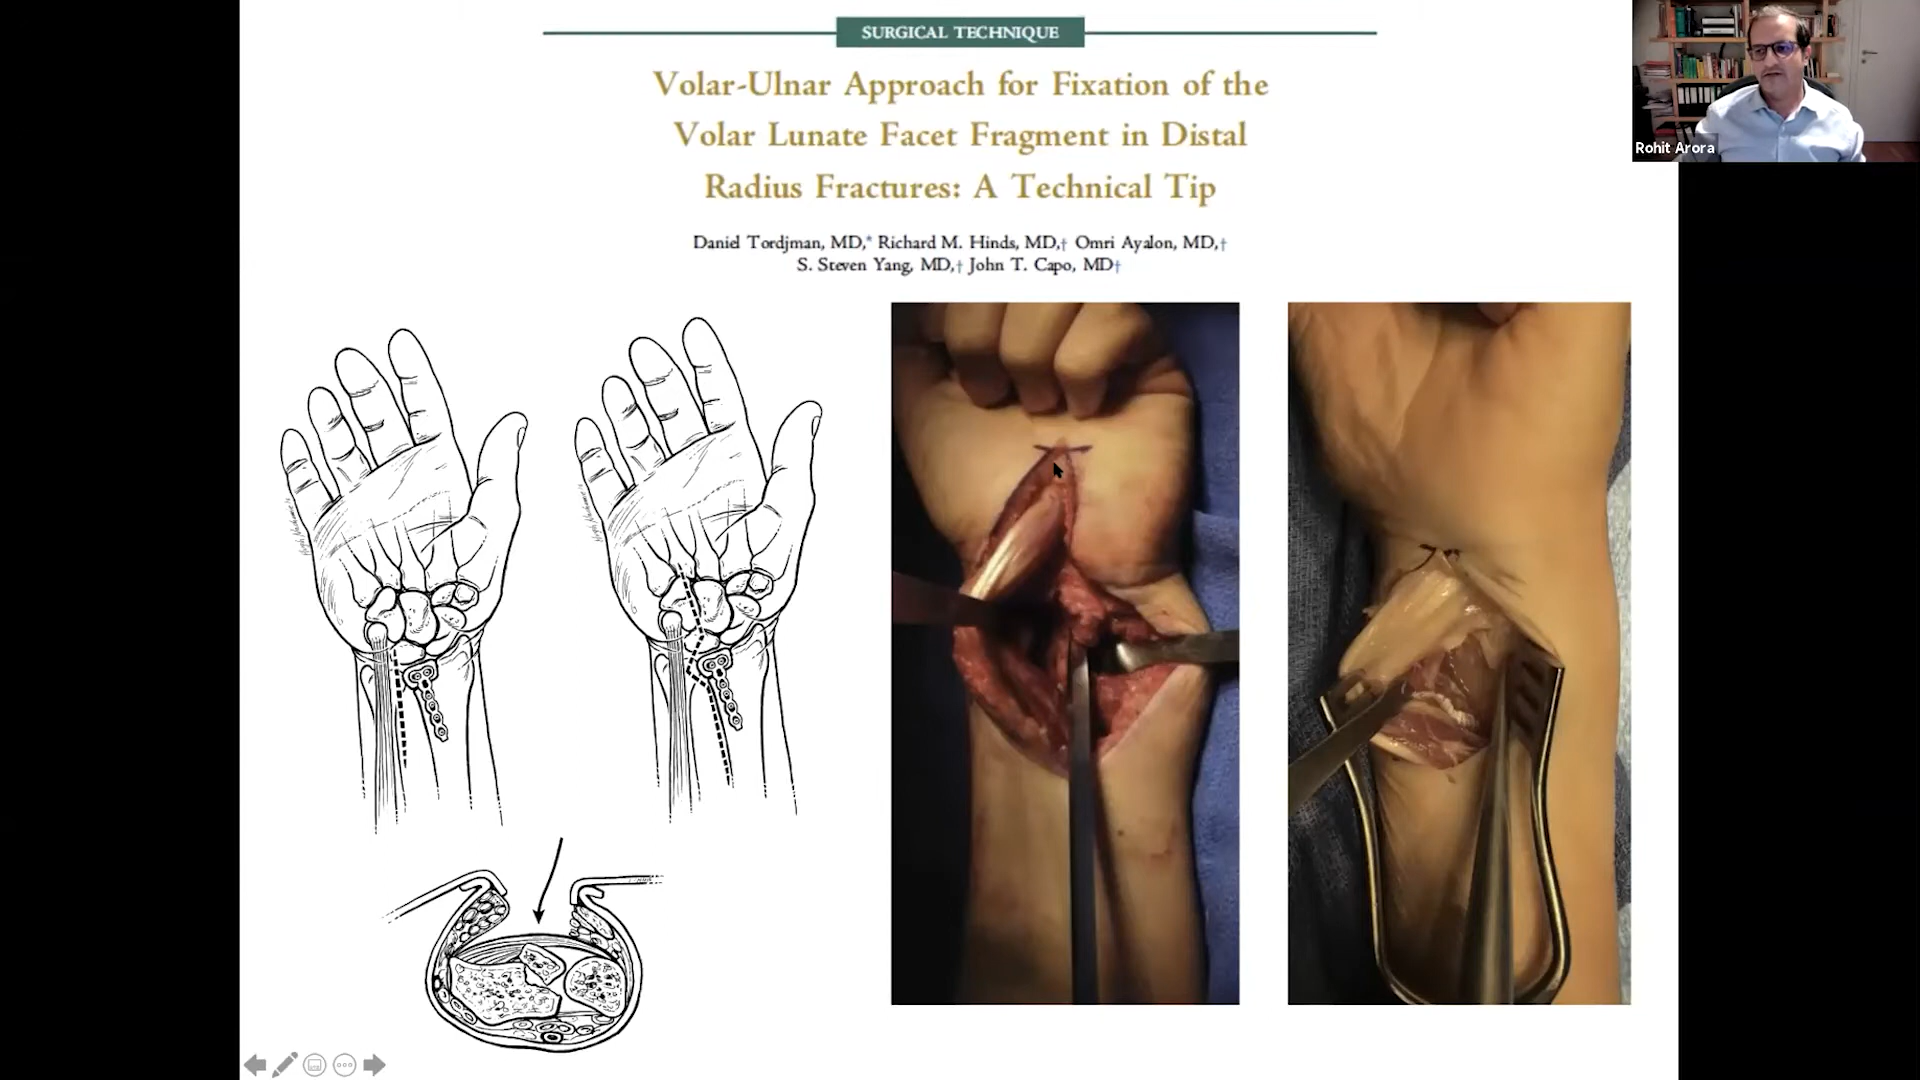 SURGICAL TECHNIQUE
Volar-Ulnar Approach for Fixation of the
Volar Lunate Facet Fragment in Distal
Radius Fractures: A Technical Tip
Daniel Tordjman, MD,* Richard M. Hinds, MD,† Omri Ayalon, MD,†
S. Steven Yang, MD,† John T. Capo, MD†
Rohit Arora